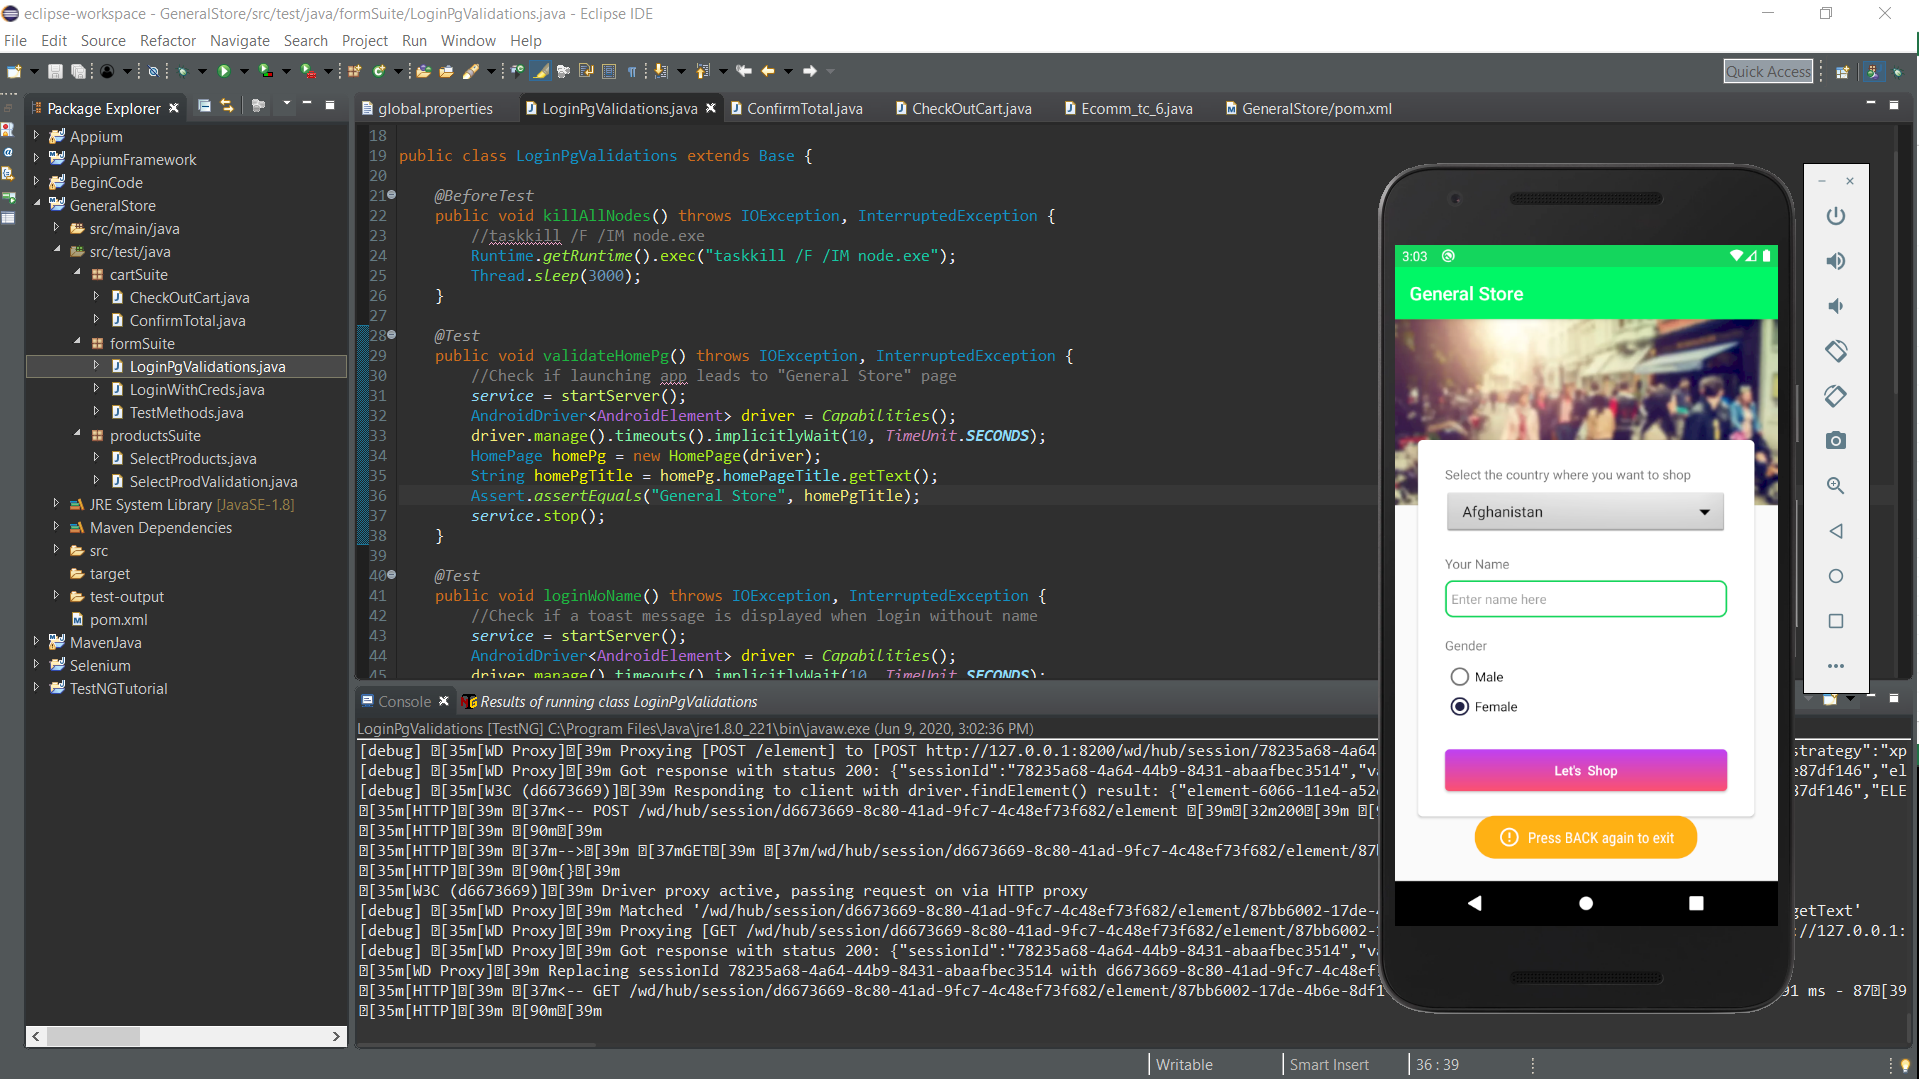 eclipse-workspace - GeneralStore/src/test/java/formSuite/LoginPgValidations.java - Eclipse IDE
File Edit Source Refactor Navigate Search Project Run Window Help
Quick Access
Package Explorer
Appium
AppiumFramework
BeginCode
GeneralStore
src/main/java
src/test/java
cartSuite
CheckOutCart.java
ConfirmTotal.java
formSuite
LoginPgValidations.java
LoginWithCreds.java
TestMethods.java
productsSuite
SelectProducts.java
SelectProdValidation.java
JRE System Library [JavaSE-1.8]
Maven Dependencies
src
target
test-output
pom.xml
MavenJava
Selenium
TestNGTutorial
global.properties LoginPgValidations.java ConfirmTotal.java CheckOutCart.java Ecomm_tc_6.java GeneralStore/pom.xml
18
19 public class LoginPgValidations extends Base {
20
21 @BeforeTest
22 public void killAllNodes() throws IOException, InterruptedException {
23 //taskkill /F /IM node.exe
24 Runtime.getRuntime().exec("taskkill /F /IM node.exe");
25 Thread.sleep(3000);
26 }
27
28 @Test
29 public void validateHomePg() throws IOException, InterruptedException {
30 //Check if launching app leads to "General Store" page
31 service = startServer();
32 AndroidDriver<AndroidElement> driver = Capabilities();
33 driver.manage().timeouts().implicitlyWait(10, TimeUnit.SECONDS);
34 HomePage homePg = new HomePage(driver);
35 String homePgTitle = homePg.homePageTitle.getText();
36 Assert.assertEquals("General Store", homePgTitle);
37 service.stop();
38 }
39
40 @Test
41 public void loginWoName() throws IOException, InterruptedException {
42 //Check if a toast message is displayed when login without name
43 service = startServer();
44 AndroidDriver<AndroidElement> driver = Capabilities();
45 driver.manage().timeouts().implicitlyWait(10, TimeUnit.SECONDS);
Console Results of running class LoginPgValidations
LoginPgValidations [TestNG] C:\Program Files\Java\jre1.8.0_221\bin\javaw.exe (Jun 9, 2020, 3:02:36 PM)
[debug] [35m[WD Proxy][39m Proxying [POST /element] to [POST http://127.0.0.1:8200/wd/hub/session/78235a68-4a64 strategy":"xp
[debug] [35m[WD Proxy][39m Got response with status 200: {"sessionId":"78235a68-4a64-44b9-8431-abaafbec3514","va e87df146","el
[debug] [35m[W3C (d6673669)][39m Responding to client with driver.findElement() result: {"element-6066-11e4-a52 87df146","ELE
[35m[HTTP][39m [37m<-- POST /wd/hub/session/d6673669-8c80-41ad-9fc7-4c48ef73f682/element [39m[32m200[39m
[35m[HTTP][39m [90m[39m
[35m[HTTP][39m [37m-->[39m [37mGET[39m [37m/wd/hub/session/d6673669-8c80-41ad-9fc7-4c48ef73f682/element/87
[35m[HTTP][39m [90m{}[39m
[35m[W3C (d6673669)][39m Driver proxy active, passing request on via HTTP proxy
[debug] [35m[WD Proxy][39m Matched '/wd/hub/session/d6673669-8c80-41ad-9fc7-4c48ef73f682/element/87bb6002-17de- getText'
[debug] [35m[WD Proxy][39m Proxying [GET /wd/hub/session/d6673669-8c80-41ad-9fc7-4c48ef73f682/element/87bb6002- ://127.0.0.1:
[debug] [35m[WD Proxy][39m Got response with status 200: {"sessionId":"78235a68-4a64-44b9-8431-abaafbec3514","va
[35m[WD Proxy][39m Replacing sessionId 78235a68-4a64-44b9-8431-abaafbec3514 with d6673669-8c80-41ad-9fc7-4c48ef
[35m[HTTP][39m [37m<-- GET /wd/hub/session/d6673669-8c80-41ad-9fc7-4c48ef73f682/element/87bb6002-17de-4b6e-8df1 91 ms - 87[39
[35m[HTTP][39m [90m[39m
3:03
General Store
Select the country where you want to shop
Afghanistan
Your Name
Enter name here
Gender
Male
Female
Let's Shop
Press BACK again to exit
Writable Smart Insert 36 : 39